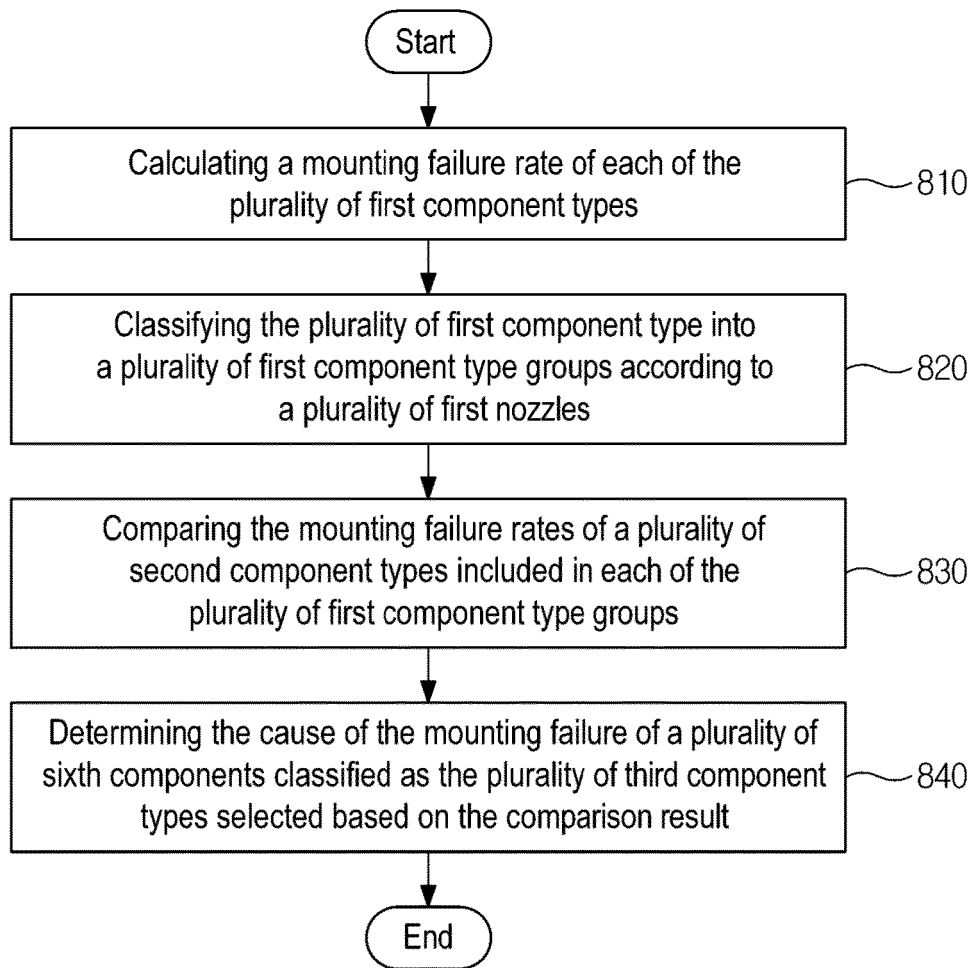 Start
Calculating a mounting failure rate of each of the
plurality of first component types
810
Classifying the plurality of first component type into
a plurality of first component type groups according to
a plurality of first nozzles
820
Comparing the mounting failure rates of a plurality of
second component types included in each of the
plurality of first component type groups
830
Determining the cause of the mounting failure of a plurality of
sixth components classified as the plurality of third component
types selected based on the comparison result
840
End